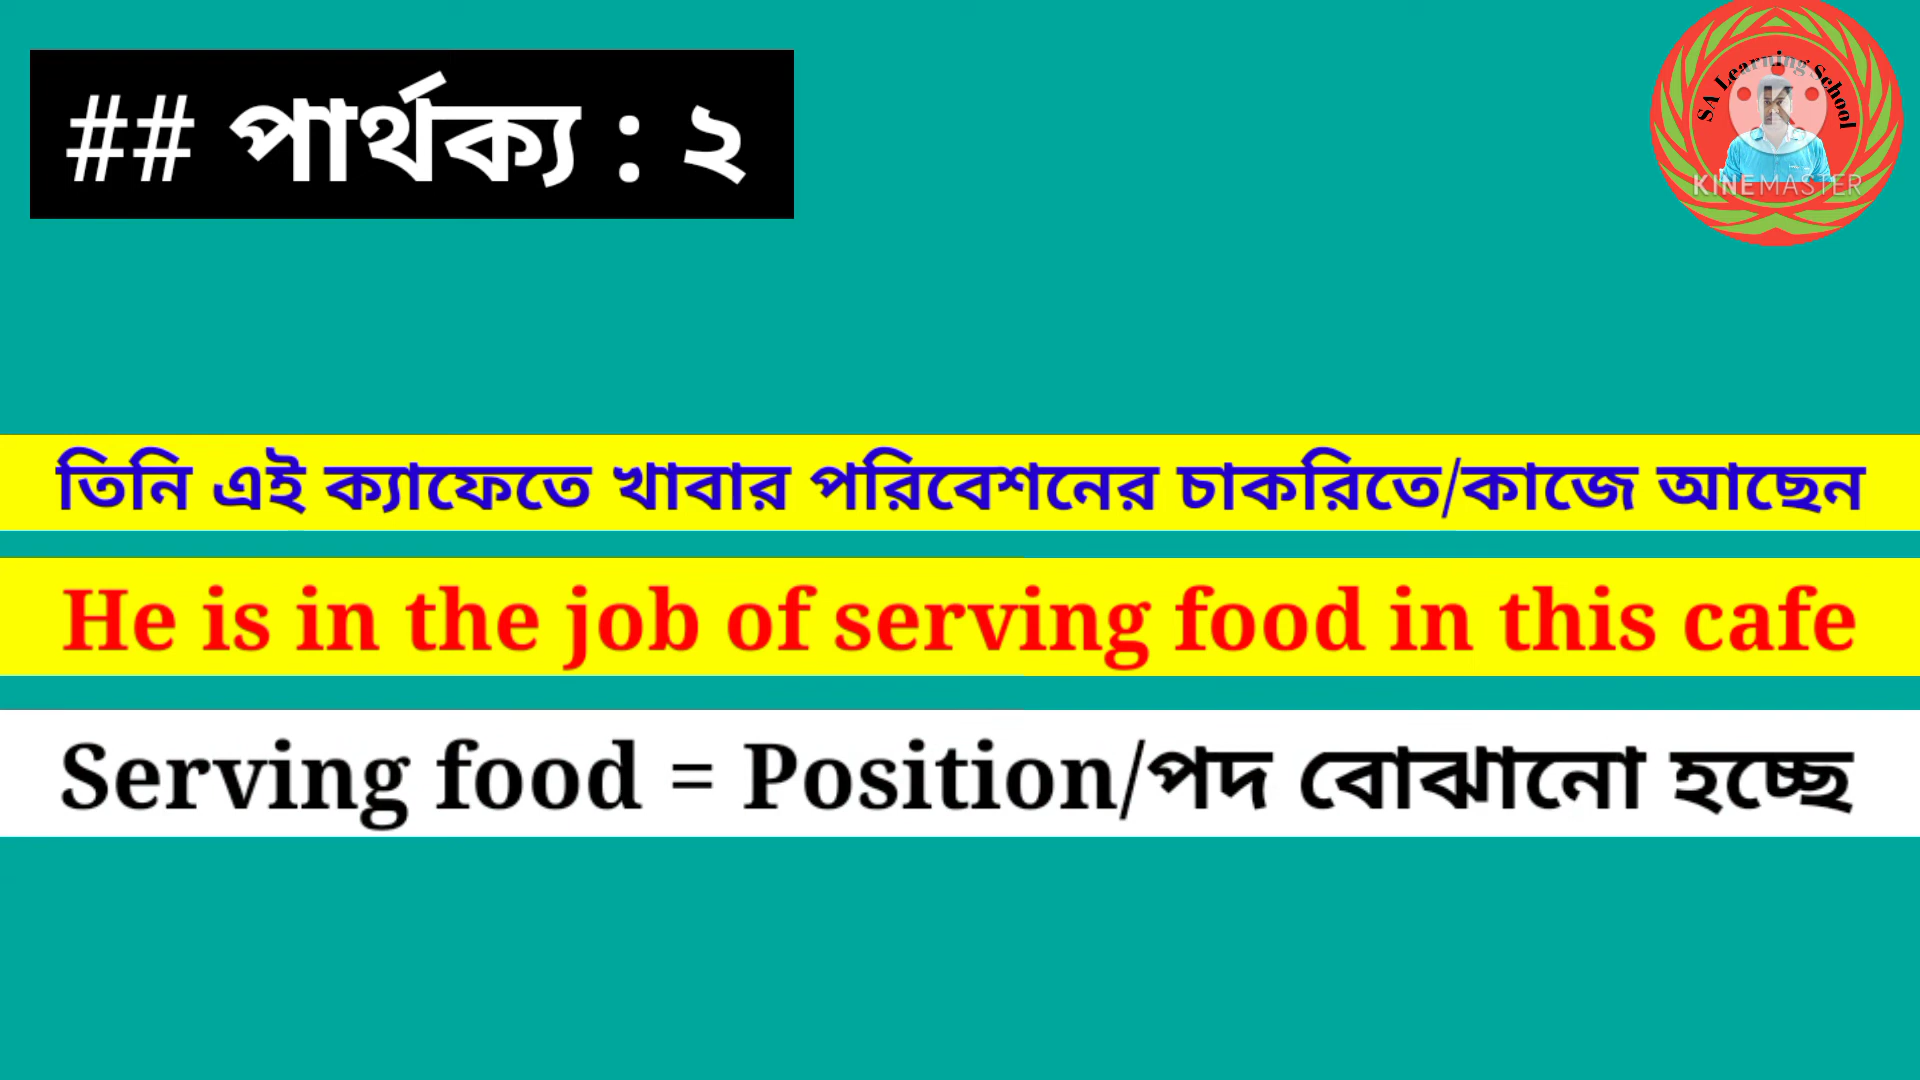 ## পার্থক্য : ২
SA Learning School
KINEMASTER
তিনি এই ক্যাফেতে খাবার পরিবেশনের চাকরিতে/কাজে আছেন
He is in the job of serving food in this cafe
Serving food = Position/পদ বোঝানো হচ্ছে